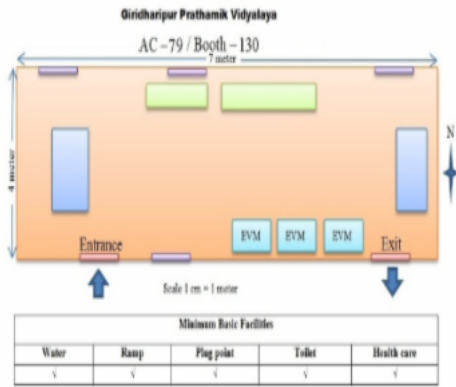 Giridharipur Prathamik Vidyalaya
AC -79 / Booth -130
7 meter
4 meter
N
EVM EVM EVM
Entrance Exit
Scale 1 cm = 1 meter
Minimum Basic Facilities
Water Ramp Plug point Toilet Health care
√ √ √ √ √